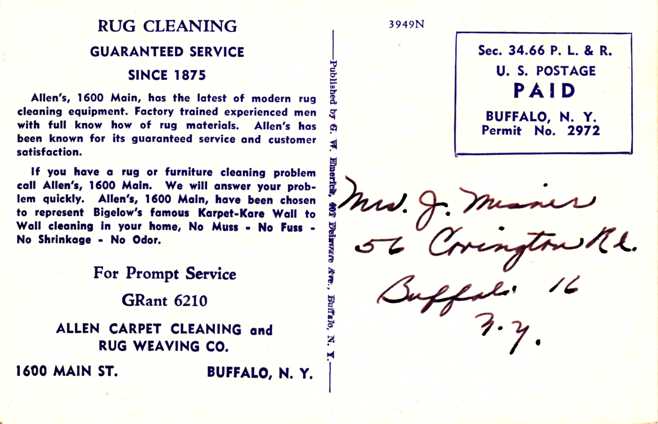 RUG CLEANING
GUARANTEED SERVICE
SINCE 1875
Allen's, 1600 Main, has the latest of modern rug
cleaning equipment. Factory trained experienced men
with full know how of rug materials. Allen's has
been known for its guaranteed service and customer
satisfaction.
If you have a rug or furniture cleaning problem
call Allen's, 1600 Main. We will answer your prob-
lem quickly. Allen's, 1600 Main, have been chosen
to represent Bigelow's famous Karpet-Kare Wall to
Wall cleaning in your home, No Muss - No Fuss -
No Shrinkage - No Odor.
For Prompt Service
GRant 6210
ALLEN CARPET CLEANING and
RUG WEAVING CO.
1600 MAIN ST. BUFFALO, N. Y.
—Published by G. W. Emerich, Delaware Ave., Buffalo, N. Y.—
3949N
Sec. 34.66 P. L. & R.
U. S. POSTAGE
PAID
BUFFALO, N. Y.
Permit No. 2972
Mrs. J. Misner
56 Covington Rd.
Buffalo 16
N.Y.